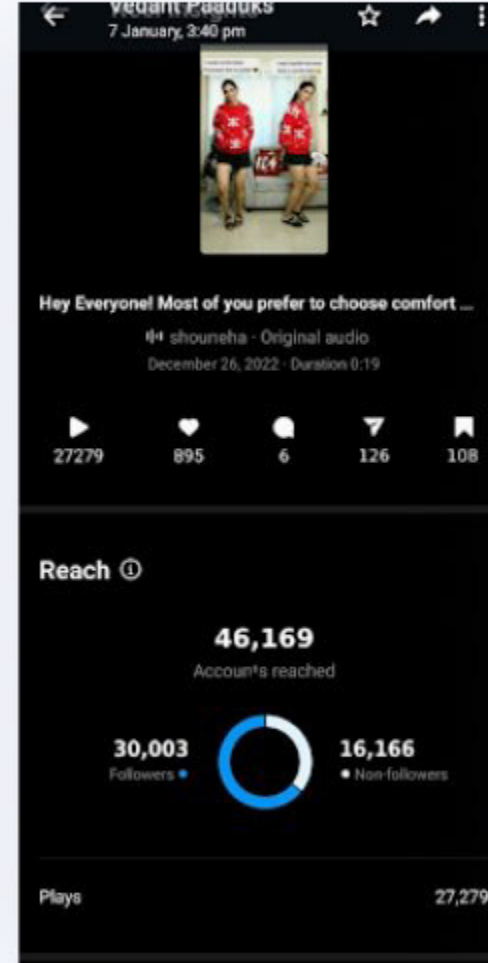 Vedant Paaduks
7 January, 3:40 pm
Hey Everyone! Most of you prefer to choose comfort ...
shouneha · Original audio
December 26, 2022 · Duration 0:19
27279 895 6 126 108
Reach
46,169
Accounts reached
30,003 16,166
Followers Non-followers
Plays 27,279